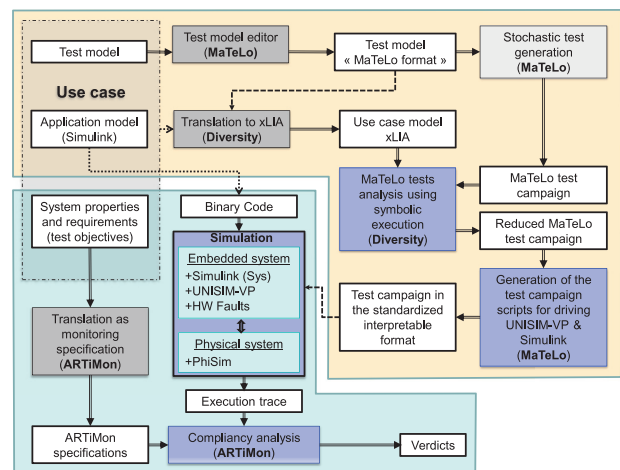 Test model
Test model editor
(MaTeLo)
Test model
« MaTeLo format »
Stochastic test
generation
(MaTeLo)
Use case
Application model
(Simulink)
Translation to xLIA
(Diversity)
Use case model
xLIA
MaTeLo tests
analysis using
symbolic
execution
(Diversity)
MaTeLo test
campaign
System properties
and requirements
(test objectives)
Binary Code
Reduced MaTeLo
test campaign
Simulation
Embedded system
+Simulink (Sys)
+UNISIM-VP
+HW Faults
Physical system
+PhiSim
Test campaign in
the standardized
interpretable
format
Generation of the
test campaign
scripts for driving
UNISIM-VP &
Simulink
(MaTeLo)
Translation as
monitoring
specification
(ARTiMon)
Execution trace
ARTiMon
specifications
Compliancy analysis
(ARTiMon)
Verdicts